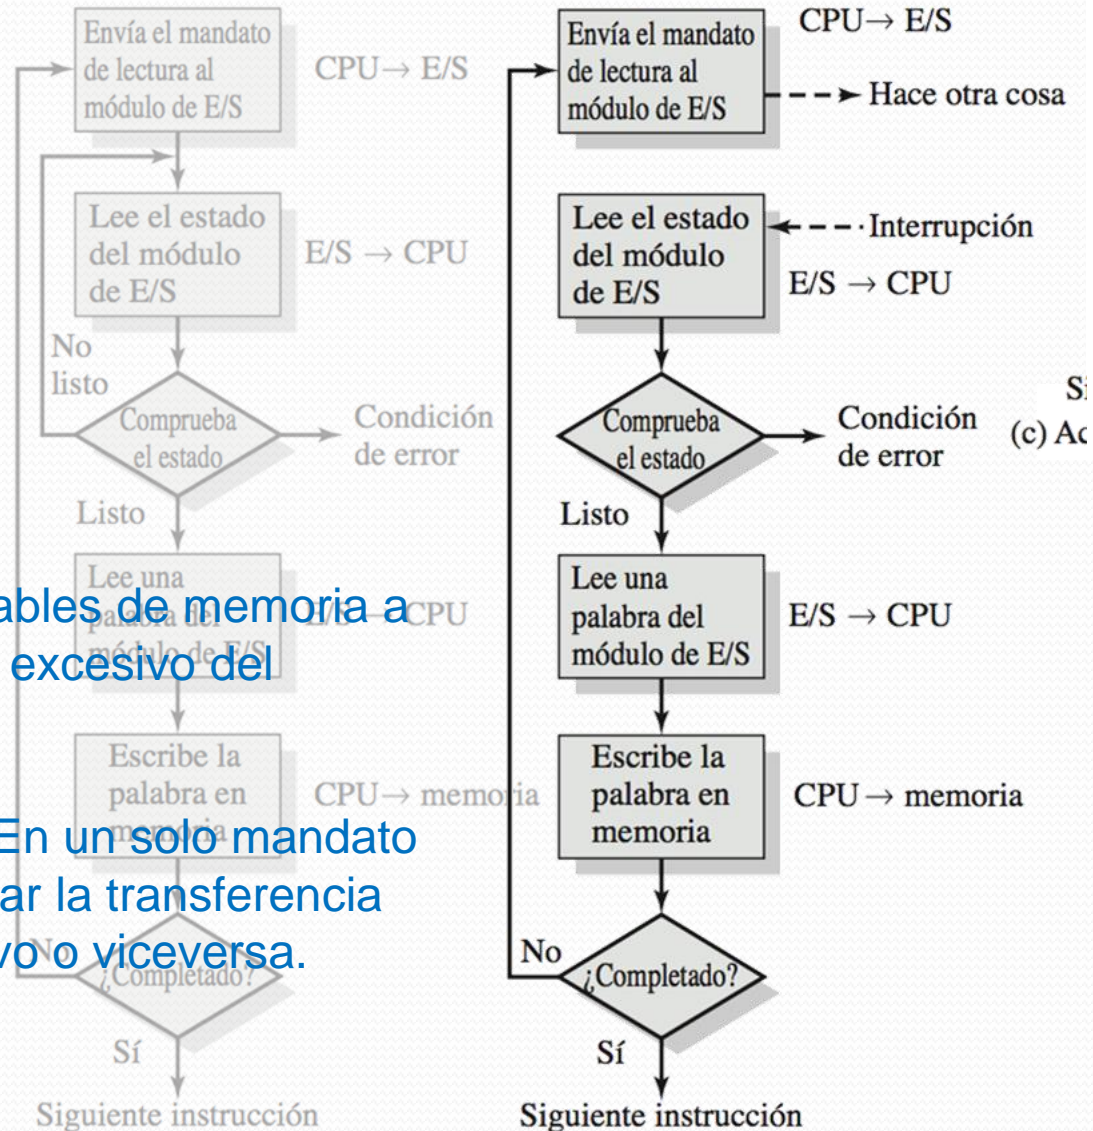 Envía el mandato
de lectura al
módulo de E/S
CPU→ E/S
Lee el estado
del módulo
de E/S
E/S → CPU
No
listo
Comprueba
el estado
Condición
de error
Listo
Lee una
palabra del
módulo de E/S
E/S → CPU
Escribe la
palabra en
memoria
CPU→ memoria
No
¿Completado?
Sí
Siguiente instrucción
ables de memoria a
excesivo del
En un solo mandato
ar la transferencia
vo o viceversa.
Envía el mandato
de lectura al
módulo de E/S
CPU→ E/S
Hace otra cosa
Lee el estado
del módulo
de E/S
Interrupción
E/S → CPU
Comprueba
el estado
Condición
de error
Listo
Lee una
palabra del
módulo de E/S
E/S → CPU
Escribe la
palabra en
memoria
CPU→ memoria
No
¿Completado?
Sí
Siguiente instrucción
Si
(c) Ac